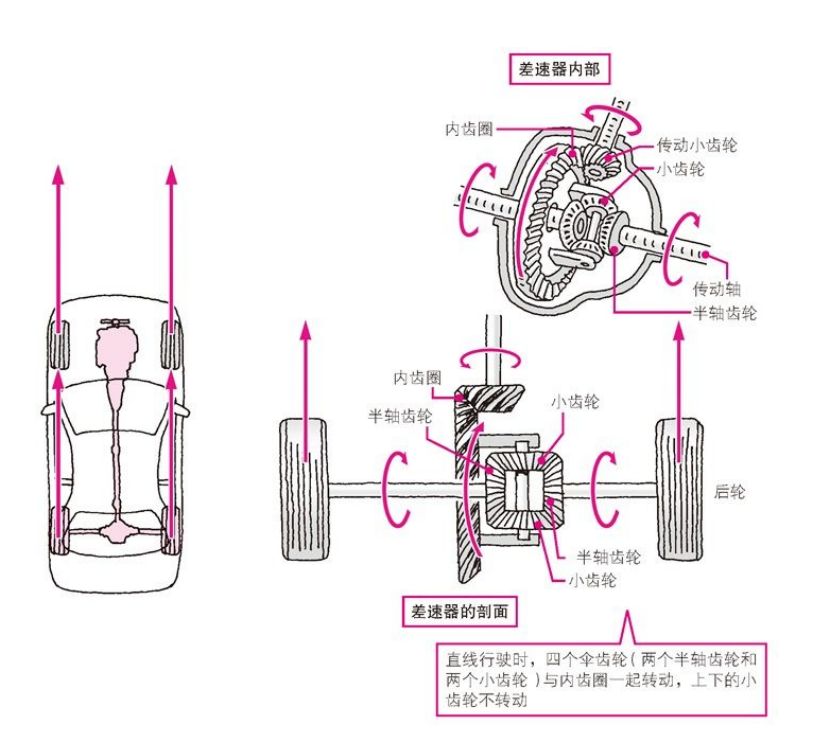 差速器内部
内齿圈
传动小齿轮
小齿轮
传动轴
半轴齿轮
内齿圈
小齿轮
半轴齿轮
后轮
半轴齿轮
小齿轮
差速器的剖面
直线行驶时，四个伞齿轮(两个半轴齿轮和
两个小齿轮)与内齿圈一起转动，上下的小
齿轮不转动